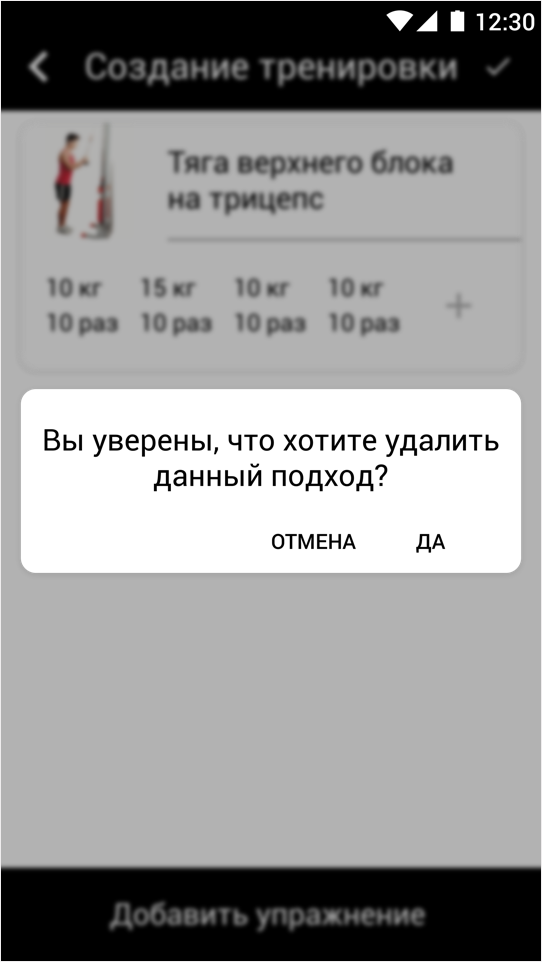 12:30
Создание тренировки
Тяга верхнего блока
на трицепс
10 кг 15 кг 10 кг 10 кг
10 раз 10 раз 10 раз 10 раз
Вы уверены, что хотите удалить
данный подход?
ОТМЕНА ДА
Добавить упражнение